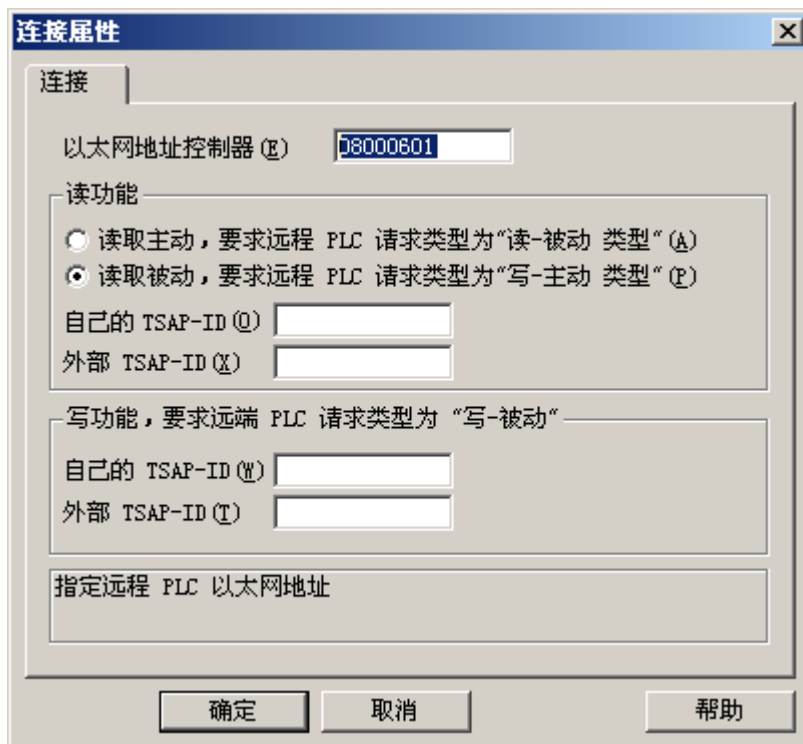 连接属性
连接
以太网地址控制器(E) 08000601
读功能
读取主动，要求远程 PLC 请求类型为"读-被动 类型"(A)
读取被动，要求远程 PLC 请求类型为"写-主动 类型"(P)
自己的 TSAP-ID(O)
外部 TSAP-ID(X)
写功能，要求远端 PLC 请求类型为 "写-被动"
自己的 TSAP-ID(W)
外部 TSAP-ID(T)
指定远程 PLC 以太网地址
确定 取消 帮助